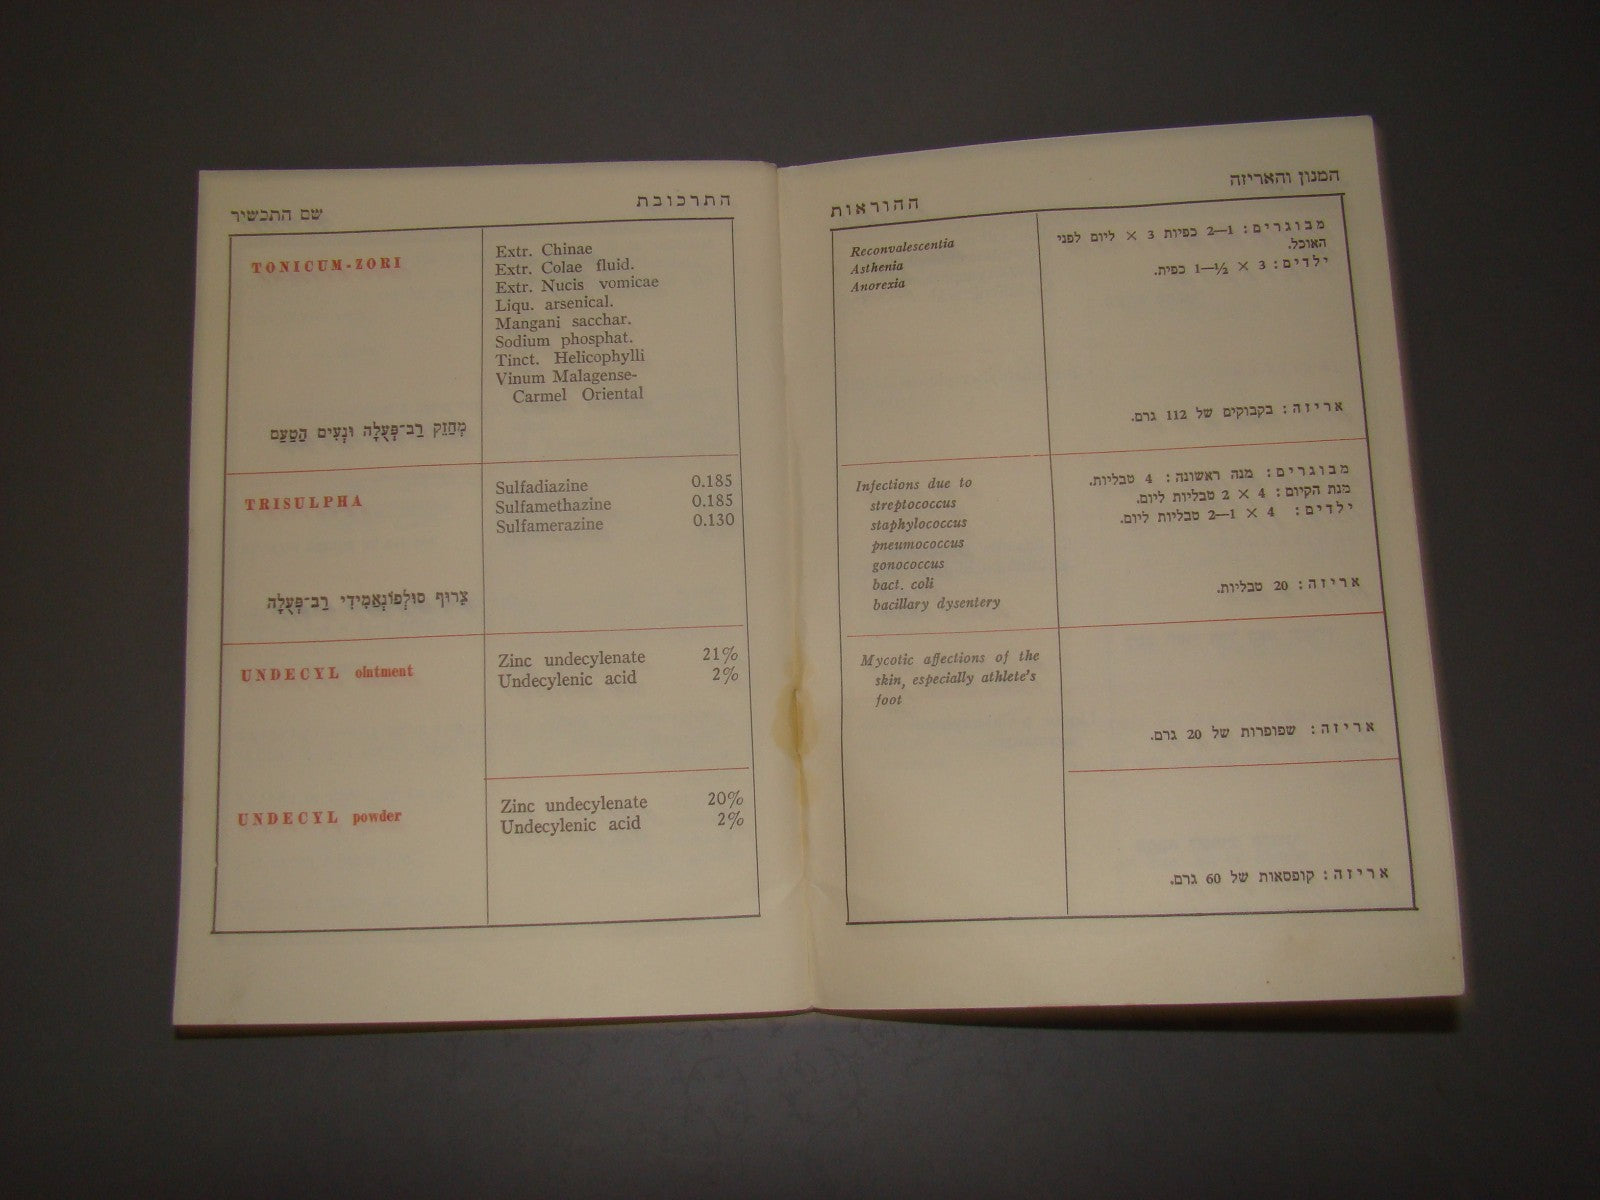 שם התכשיר
התרכובת
TONICUM-ZORI
Extr. Chinae
Extr. Colae fluid.
Extr. Nucis vomicae
Liqu. arsenical.
Mangani sacchar.
Sodium phosphat.
Tinct. Helicophylli
Vinum Malagense-
Carmel Oriental
מְחַזֵּק רַב־פְּעֻלָּה וּנְעִים הַטַּעַם
TRISULPHA
Sulfadiazine 0.185
Sulfamethazine 0.185
Sulfamerazine 0.130
צֵרוּף סוּלְפוֹנְאַמִידִי רַב־פְּעֻלָּה
UNDECYL ointment
Zinc undecylenate 21%
Undecylenic acid 2%
UNDECYL powder
Zinc undecylenate 20%
Undecylenic acid 2%
ההוראות
המנון והאריזה
Reconvalescentia
Asthenia
Anorexia
מבוגרים: 1—2 כפיות 3 × ליום לפני
האוכל.
ילדים: 3 × ½—1 כפית.
אריזה: בקבוקים של 112 גרם.
Infections due to
streptococcus
staphylococcus
pneumococcus
gonococcus
bact. coli
bacillary dysentery
מבוגרים: מנה ראשונה: 4 טבליות.
מנת הקיום: 4 × 2 טבליות ליום.
ילדים: 4 × 1—2 טבליות ליום.
אריזה: 20 טבליות.
Mycotic affections of the
skin, especially athlete's
foot
אריזה: שפופרות של 20 גרם.
אריזה: קופסאות של 60 גרם.